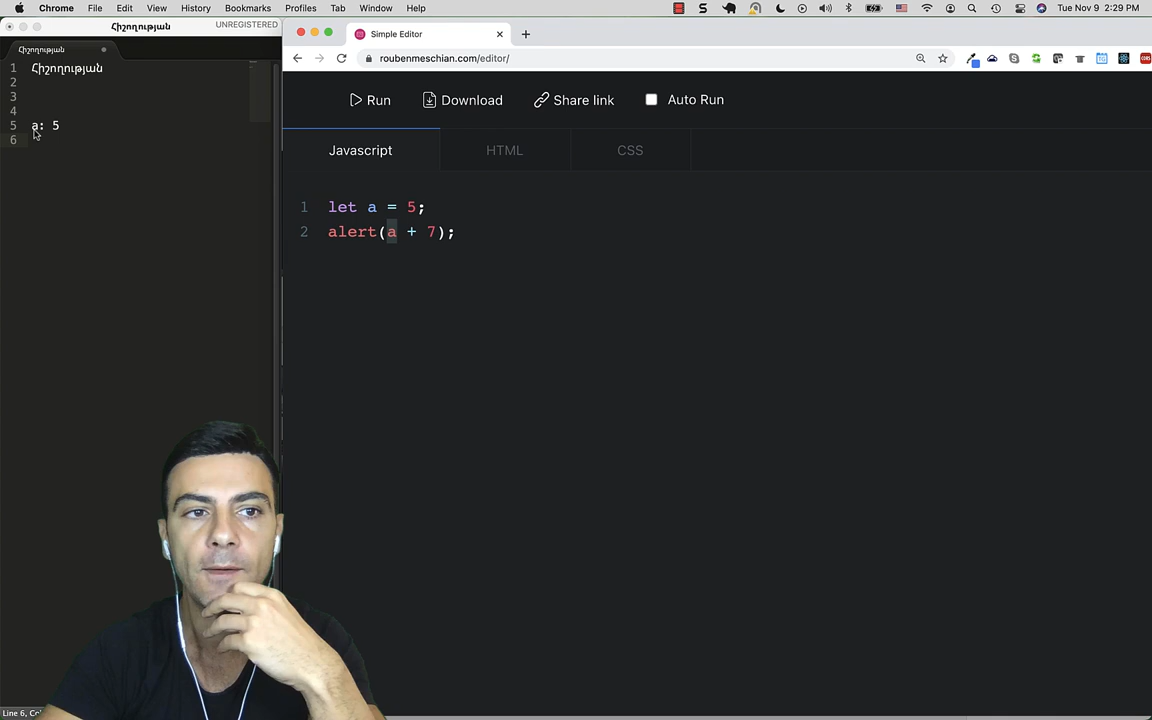 Chrome File Edit View History Bookmarks Profiles Tab Window Help
Tue Nov 9 2:29 PM
Հիշողության
UNREGISTERED
Հիշողության
1 Հիշողության
2
3
4
5 a: 5
6
Simple Editor
roubenmeschian.com/editor/
Run Download Share link Auto Run
Javascript HTML CSS
1 let a = 5;
2 alert(a + 7);
Line 6,